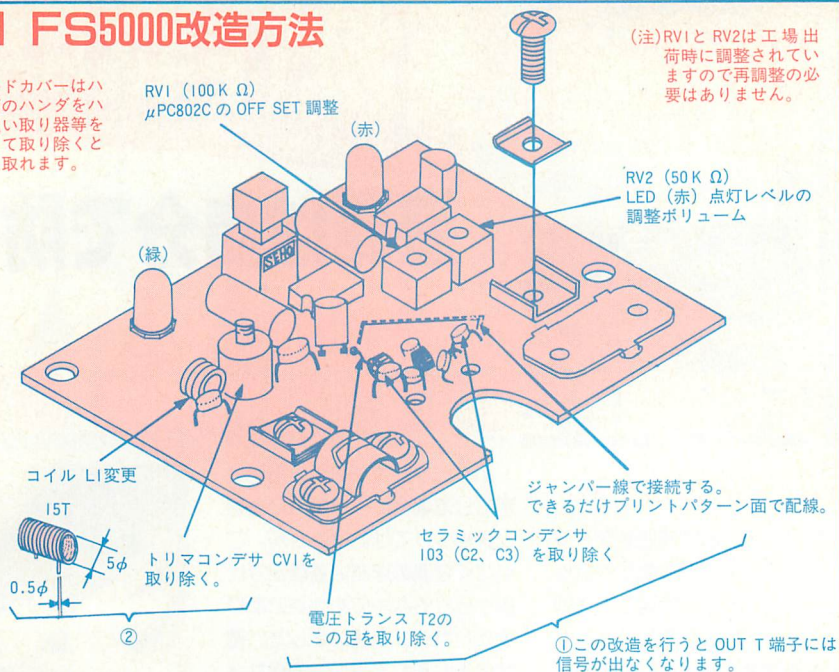 FS5000改造方法
ドカバーはハ
のハンダをハ
い取り器等を
て取り除くと
取れます。
RV1 (100K Ω)
μPC802C の OFF SET 調整
(赤)
(注)RV1と RV2は工場出
荷時に調整されてい
ますので再調整の必
要はありません。
RV2 (50K Ω)
LED (赤) 点灯レベルの
調整ボリューム
(緑)
コイル L1変更
15T
5φ
0.5φ
トリマコンデサ CV1を
取り除く。
②
電圧トランス T2の
この足を取り除く。
セラミックコンデンサ
103 (C2、C3) を取り除く
ジャンパー線で接続する。
できるだけプリントパターン面で配線。
①この改造を行うと OUT T 端子には
信号が出なくなります。